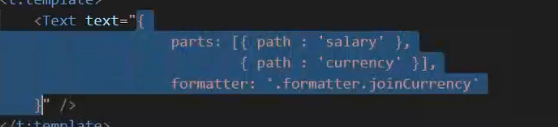 <t:template>
<Text text="{
parts: [{ path : 'salary' },
{ path : 'currency' }],
formatter: '.formatter.joinCurrency'
}" />
</t:template>